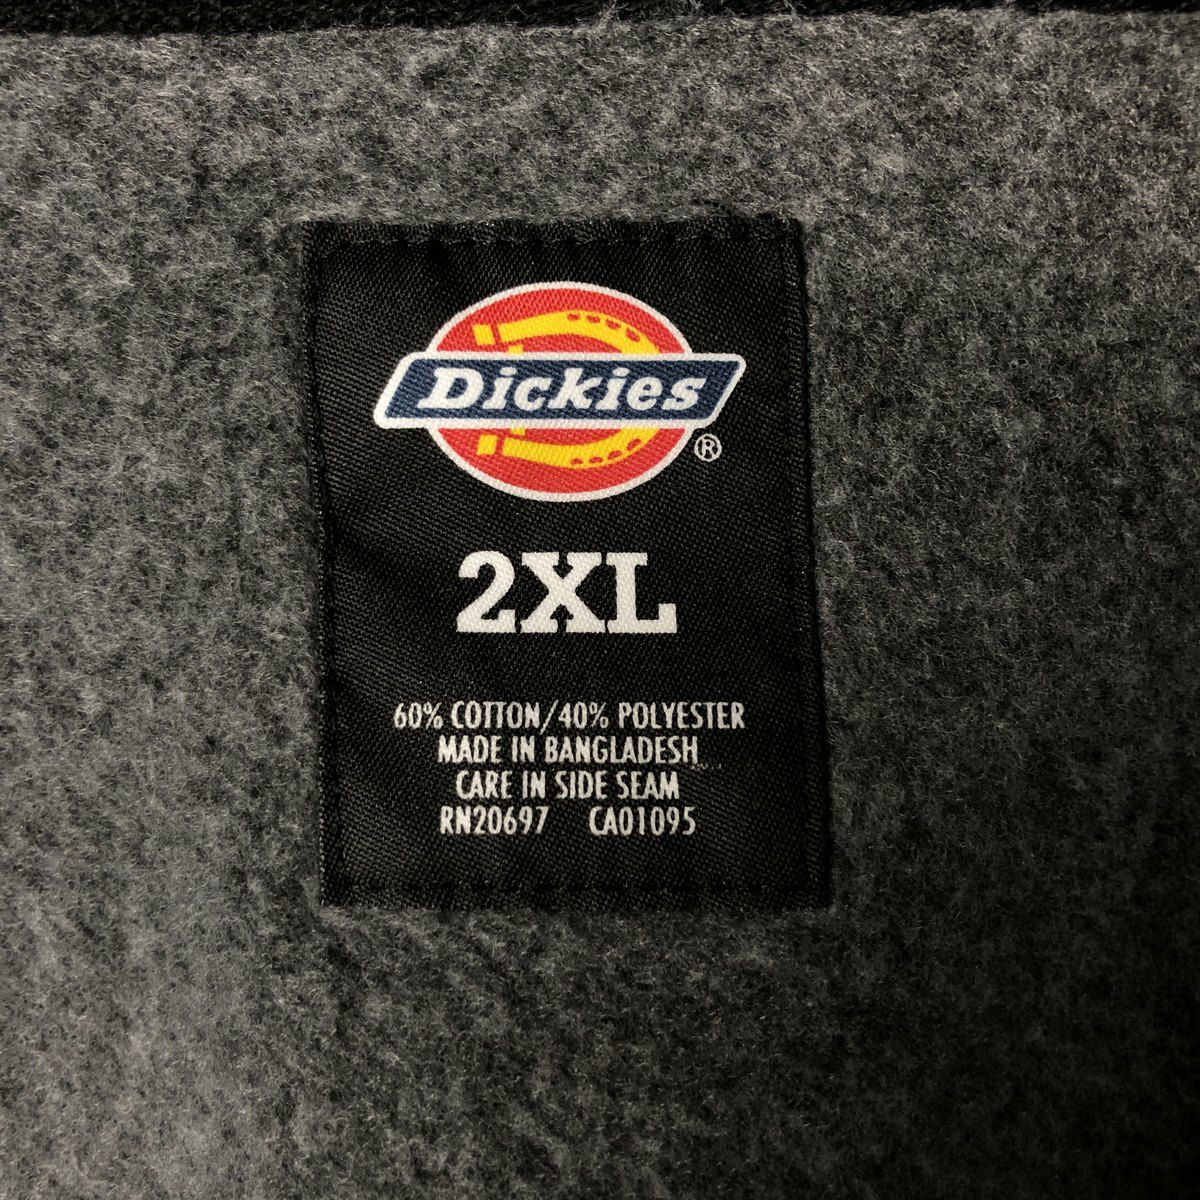 Dickies
®
2XL
60% COTTON/40% POLYESTER
MADE IN BANGLADESH
CARE IN SIDE SEAM
RN20697 CA01095